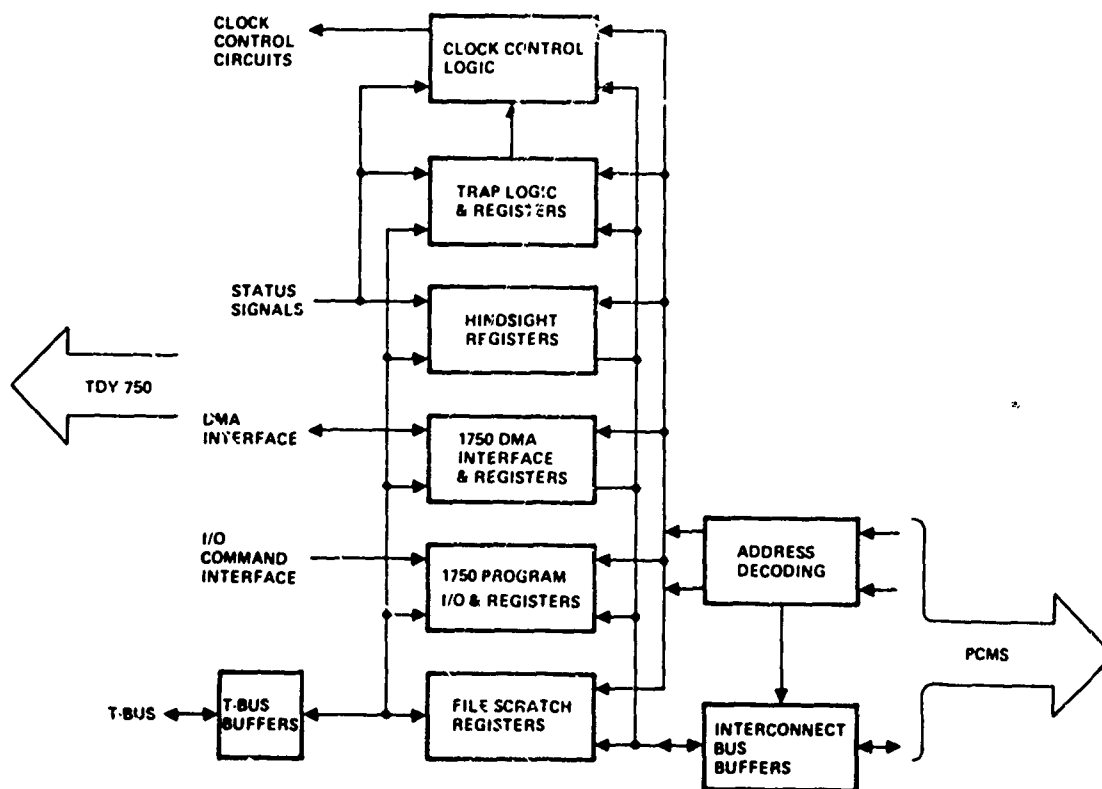 CLOCK
CONTROL
CIRCUITS
CLOCK CONTROL
LOGIC
TRAP LOGIC
& REGISTERS
STATUS
SIGNALS
HINDSIGHT
REGISTERS
TDY 750
DMA
INTERFACE
1750 DMA
INTERFACE
& REGISTERS
I/O
COMMAND
INTERFACE
1750 PROGRAM
I/O & REGISTERS
ADDRESS
DECODING
PCMS
T-BUS
T-BUS
BUFFERS
FILE SCRATCH
REGISTERS
INTERCONNECT
BUS
BUFFERS